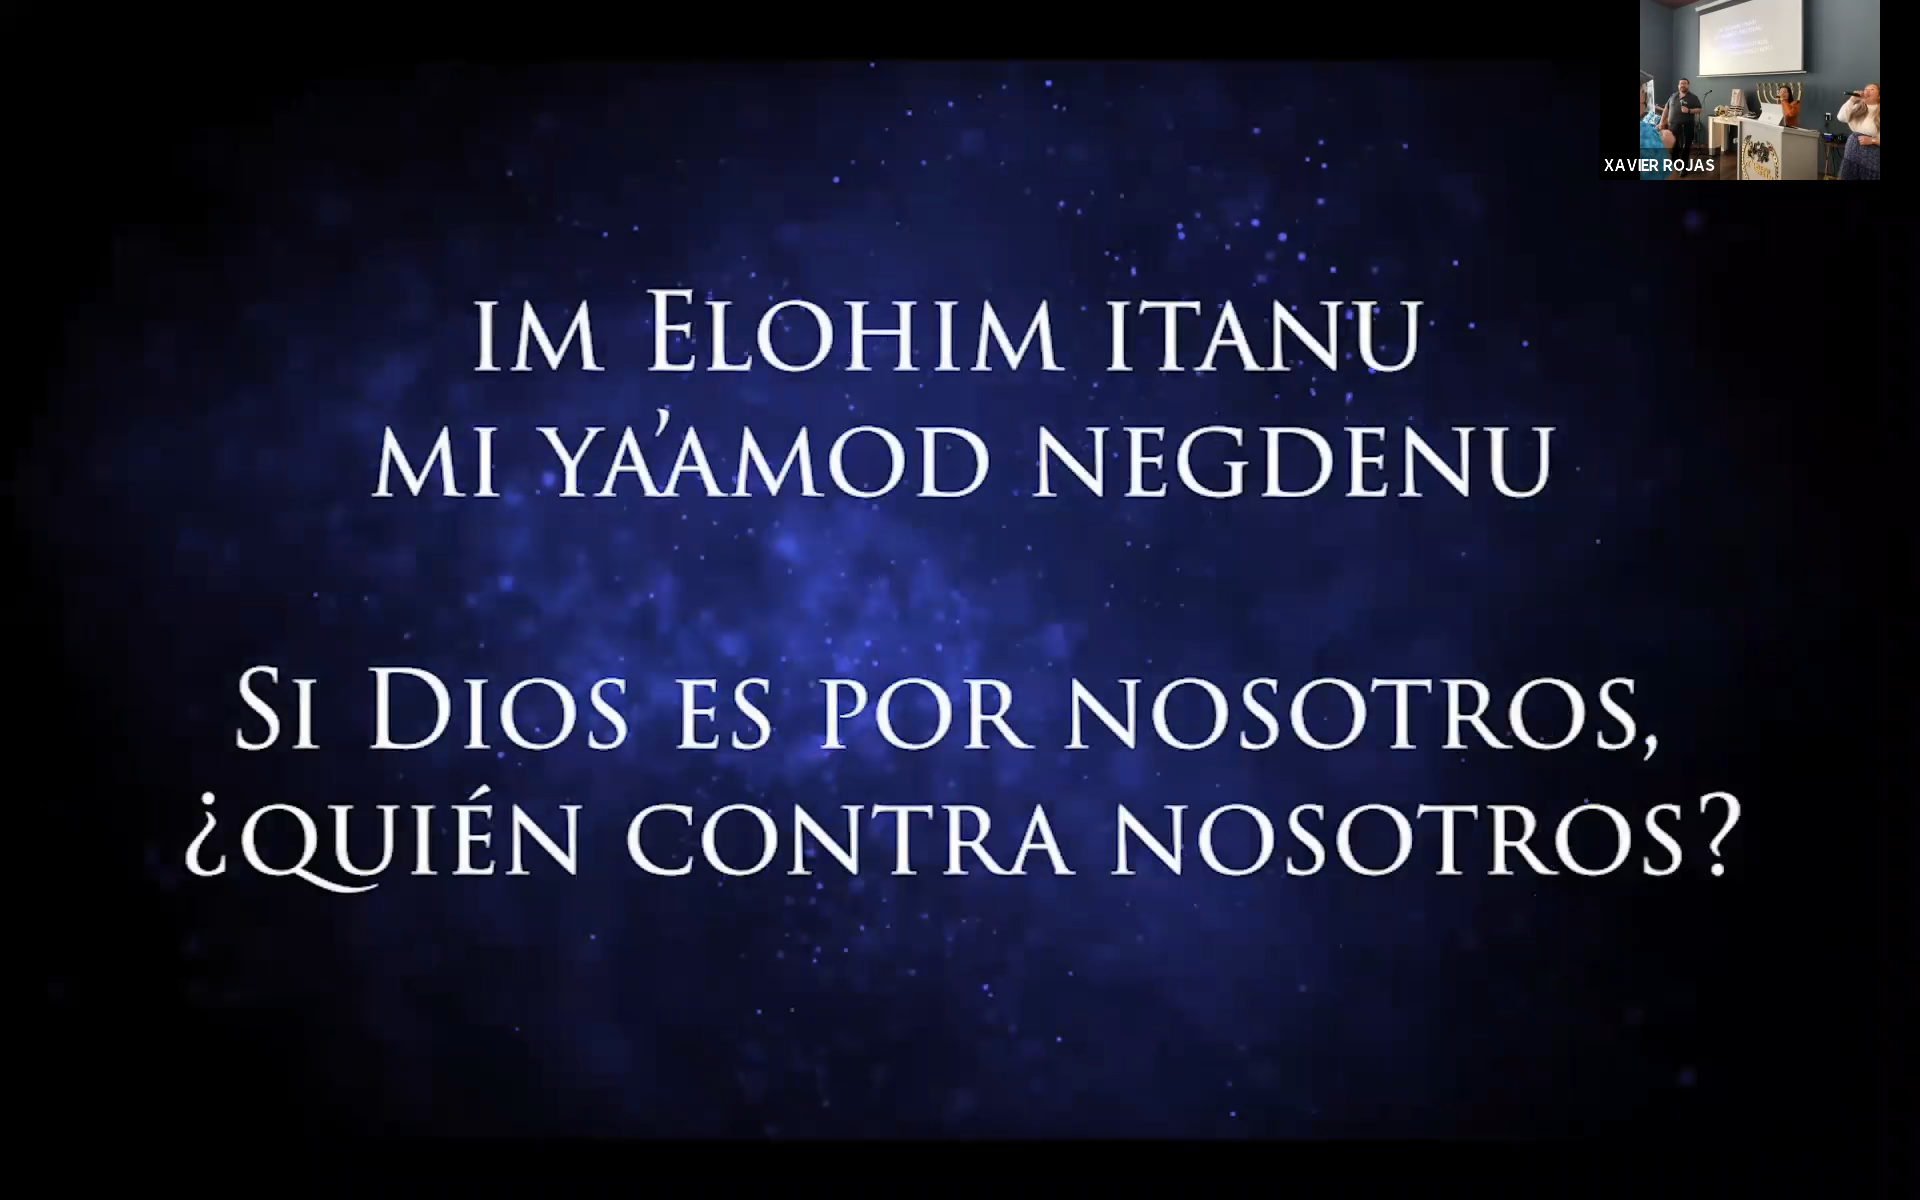 IM ELOHIM ITANU
MI YA'AMOD NEGDENU
SI DIOS ES POR NOSOTROS,
¿QUIÉN CONTRA NOSOTROS?
XAVIER ROJAS